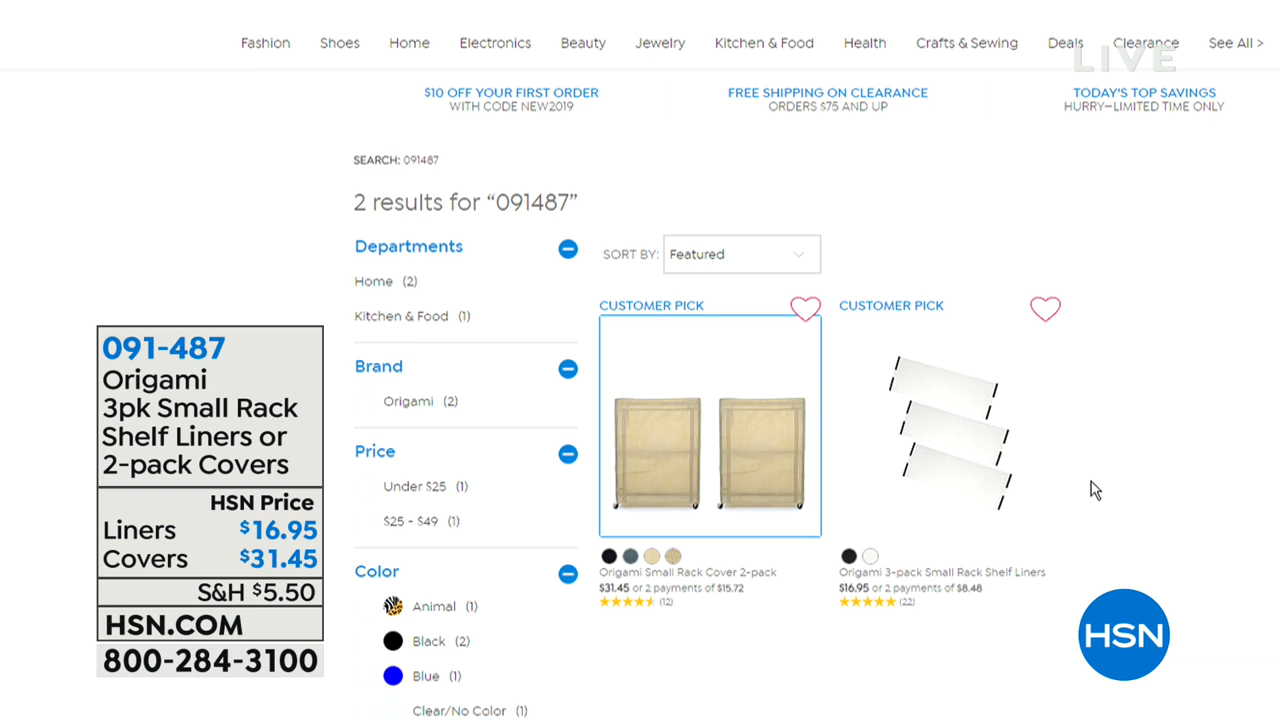 Fashion Shoes Home Electronics Beauty Jewelry Kitchen & Food Health Crafts & Sewing Deals Clearance See All >
LIVE
$10 OFF YOUR FIRST ORDER
WITH CODE NEW2019
FREE SHIPPING ON CLEARANCE
ORDERS $75 AND UP
TODAY'S TOP SAVINGS
HURRY—LIMITED TIME ONLY
SEARCH: 091487
2 results for “091487”
Departments
Home (2)
Kitchen & Food (1)
Brand
Origami (2)
Price
Under $25 (1)
$25 - $49 (1)
Color
Animal (1)
Black (2)
Blue (1)
Clear/No Color (1)
SORT BY: Featured
CUSTOMER PICK
Origami Small Rack Cover 2-pack
$31.45 or 2 payments of $15.72
(12)
CUSTOMER PICK
Origami 3-pack Small Rack Shelf Liners
$16.95 or 2 payments of $8.48
(22)
091-487
Origami
3pk Small Rack
Shelf Liners or
2-pack Covers
HSN Price
Liners $16.95
Covers $31.45
S&H $5.50
HSN.COM
800-284-3100
HSN